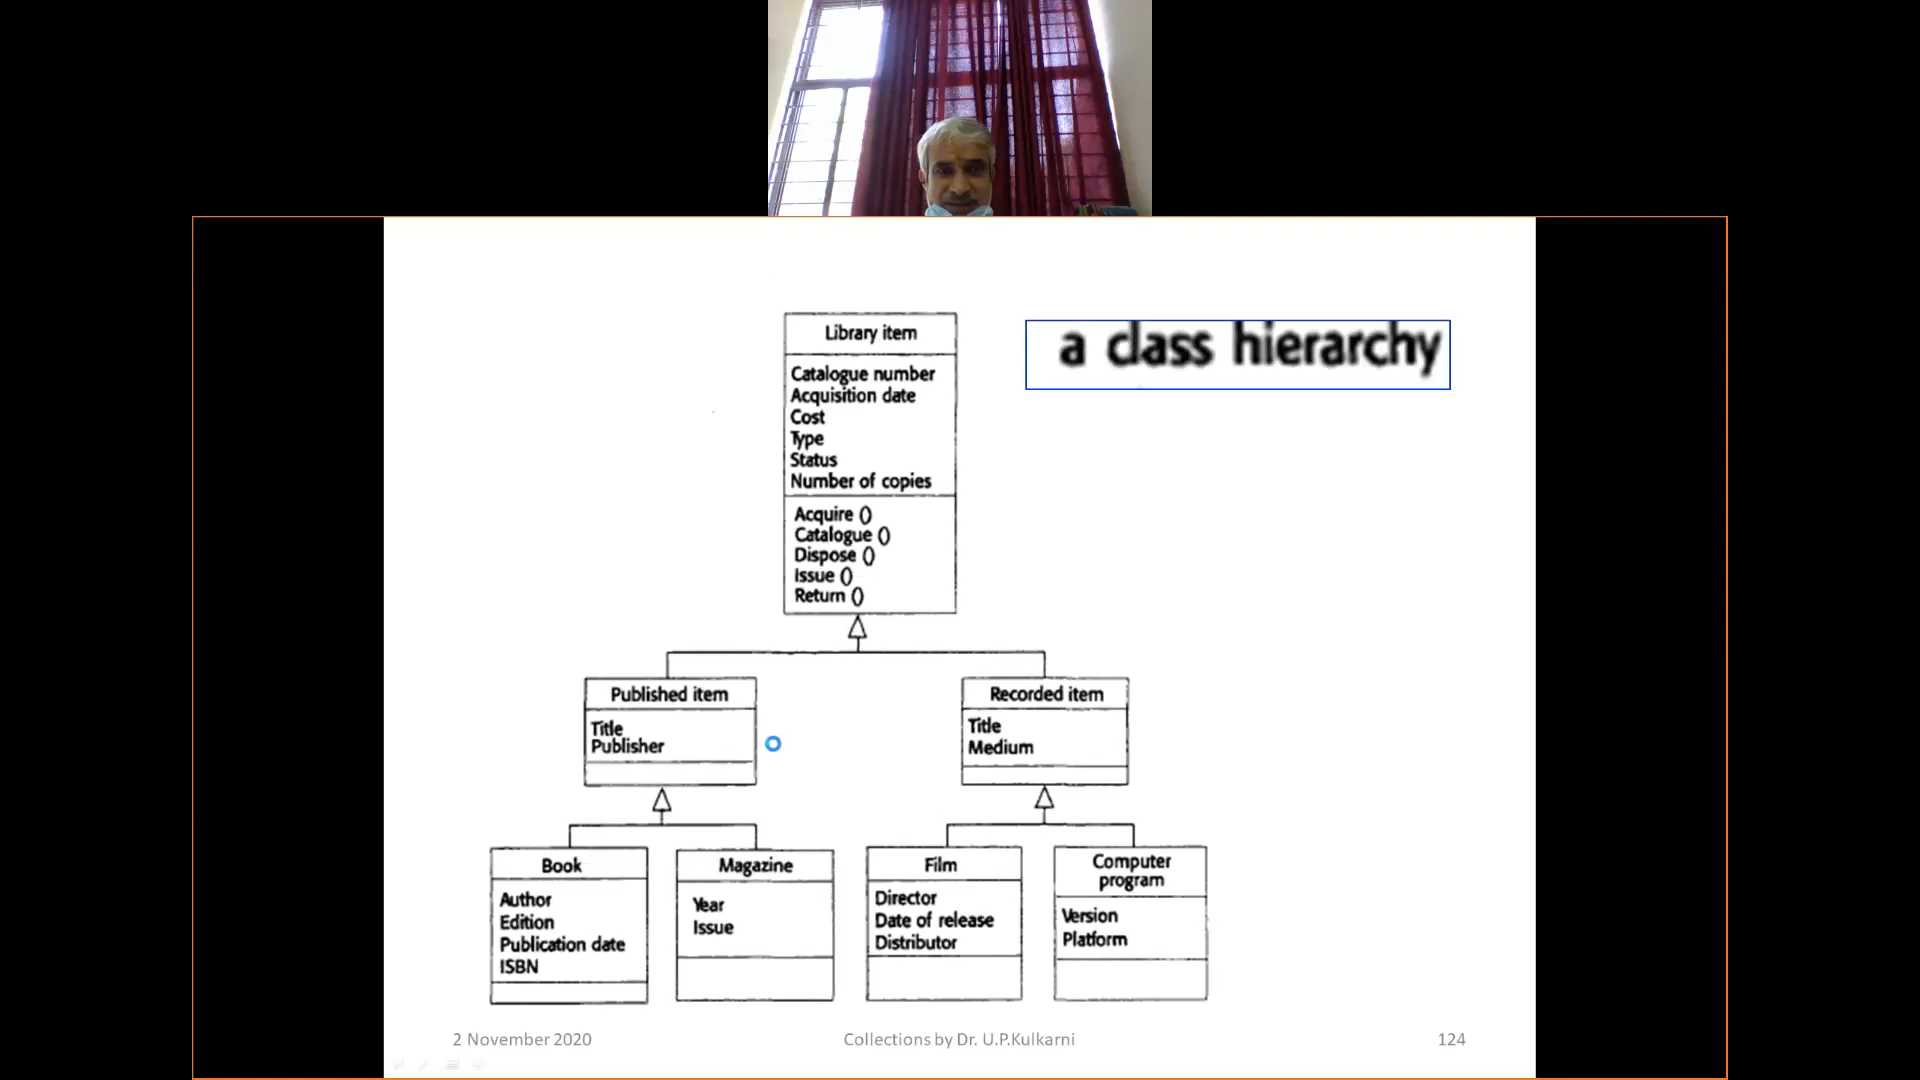 a class hierarchy
Library item
Catalogue number
Acquisition date
Cost
Type
Status
Number of copies
Acquire ()
Catalogue ()
Dispose ()
Issue ()
Return ()
Published item
Title
Publisher
Recorded item
Title
Medium
Book
Author
Edition
Publication date
ISBN
Magazine
Year
Issue
Film
Director
Date of release
Distributor
Computer
program
Version
Platform
2 November 2020
Collections by Dr. U.P.Kulkarni
124